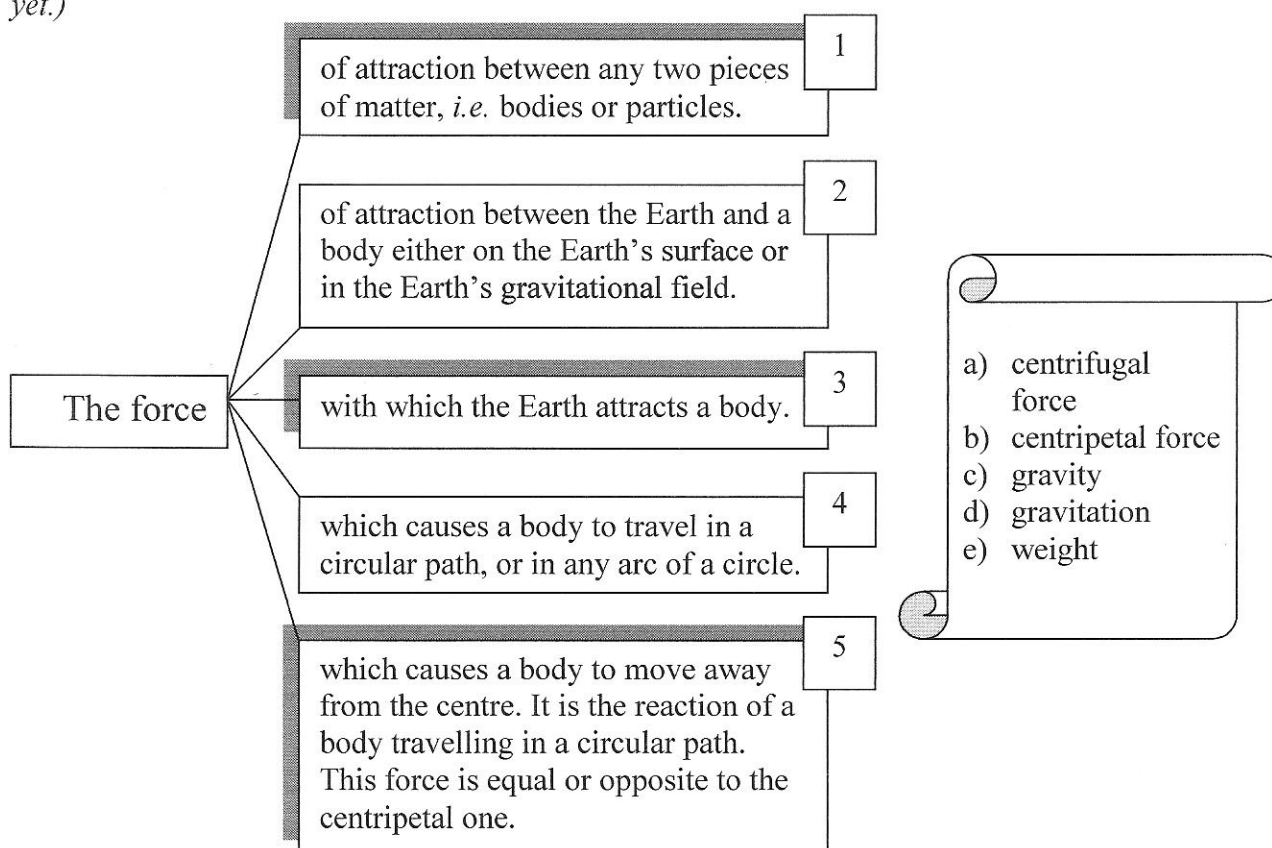 yet.)
1
of attraction between any two pieces
of matter, i.e. bodies or particles.
2
of attraction between the Earth and a
body either on the Earth's surface or
in the Earth's gravitational field.
The force
3
with which the Earth attracts a body.
4
which causes a body to travel in a
circular path, or in any arc of a circle.
5
which causes a body to move away
from the centre. It is the reaction of a
body travelling in a circular path.
This force is equal or opposite to the
centripetal one.
a) centrifugal
force
b) centripetal force
c) gravity
d) gravitation
e) weight